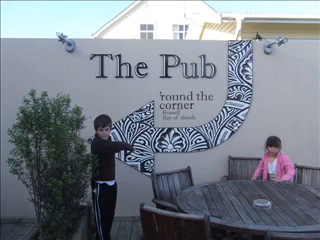 The Pub
'round the
corner
Russell
Bay of islands